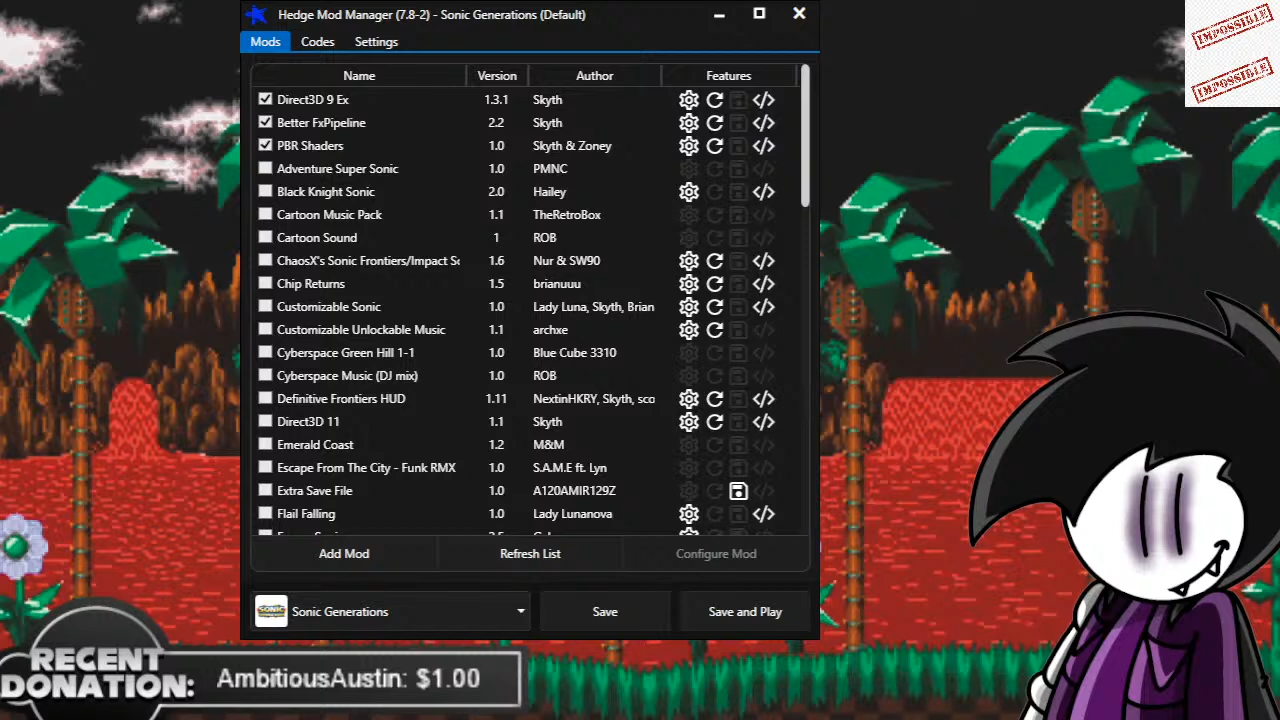 Hedge Mod Manager (7.8-2) - Sonic Generations (Default)
IMPOSSIBLE
IMPOSSIBLE
Mods Codes Settings
Name Version Author Features
Direct3D 9 Ex 1.3.1 Skyth
Better FxPipeline 2.2 Skyth
PBR Shaders 1.0 Skyth & Zoney
Adventure Super Sonic 1.0 PMNC
Black Knight Sonic 2.0 Hailey
Cartoon Music Pack 1.1 TheRetroBox
Cartoon Sound 1 ROB
ChaosX's Sonic Frontiers/Impact 1.6 Nur & SW90
Chip Returns 1.5 brianuuu
Customizable Sonic 1.0 Lady Luna, Skyth, Brian
Customizable Unlockable Music 1.1 archxe
Cyberspace Green Hill 1-1 1.0 Blue Cube 3310
Cyberspace Music (DJ mix) 1.0 ROB
Definitive Frontiers HUD 1.11 NextinHKRY, Skyth, sco
Direct3D 11 1.1 Skyth
Emerald Coast 1.2 M&M
Escape From The City - Funk RMX 1.0 S.A.M.E ft. Lyn
Extra Save File 1.0 A120AMIR129Z
Flail Falling 1.0 Lady Lunanova
Add Mod Refresh List Configure Mod
Sonic Generations Save Save and Play
RECENT
DONATION: AmbitiousAustin: $1.00